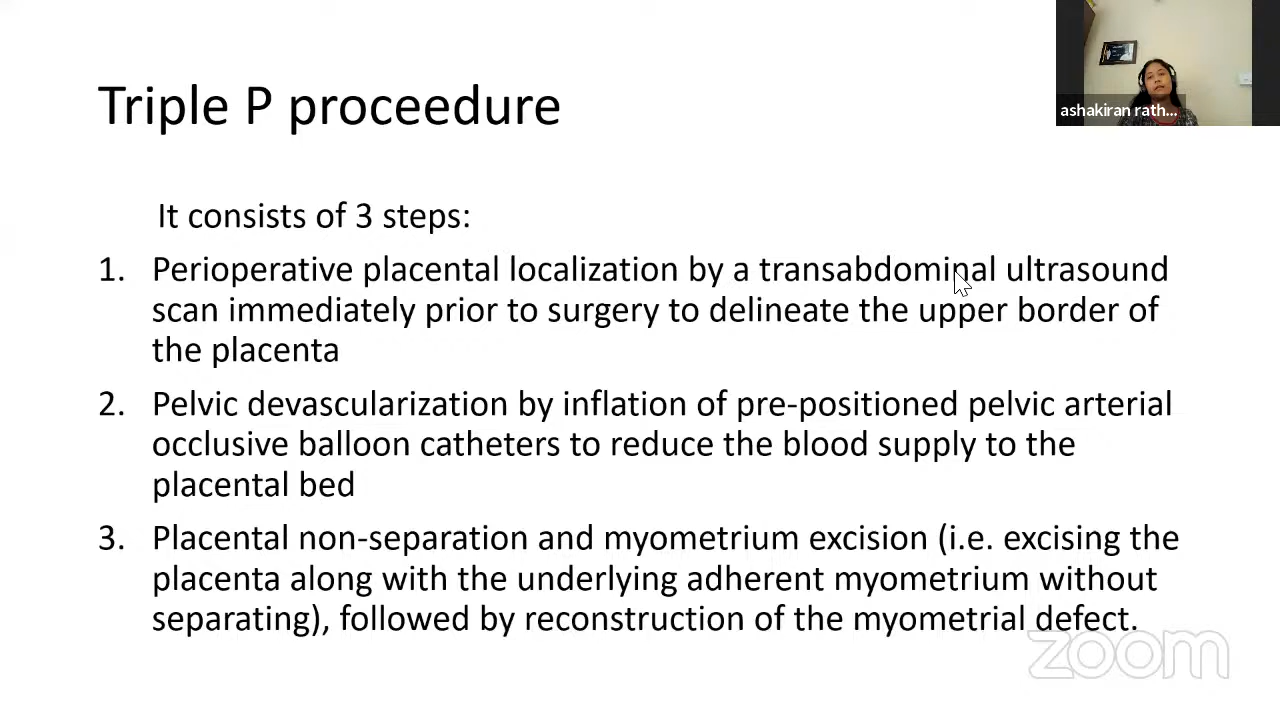 Triple P proceedure
ashakiran rath...
It consists of 3 steps:
1. Perioperative placental localization by a transabdominal ultrasound
scan immediately prior to surgery to delineate the upper border of
the placenta
2. Pelvic devascularization by inflation of pre-positioned pelvic arterial
occlusive balloon catheters to reduce the blood supply to the
placental bed
3. Placental non-separation and myometrium excision (i.e. excising the
placenta along with the underlying adherent myometrium without
separating), followed by reconstruction of the myometrial defect.
zoom